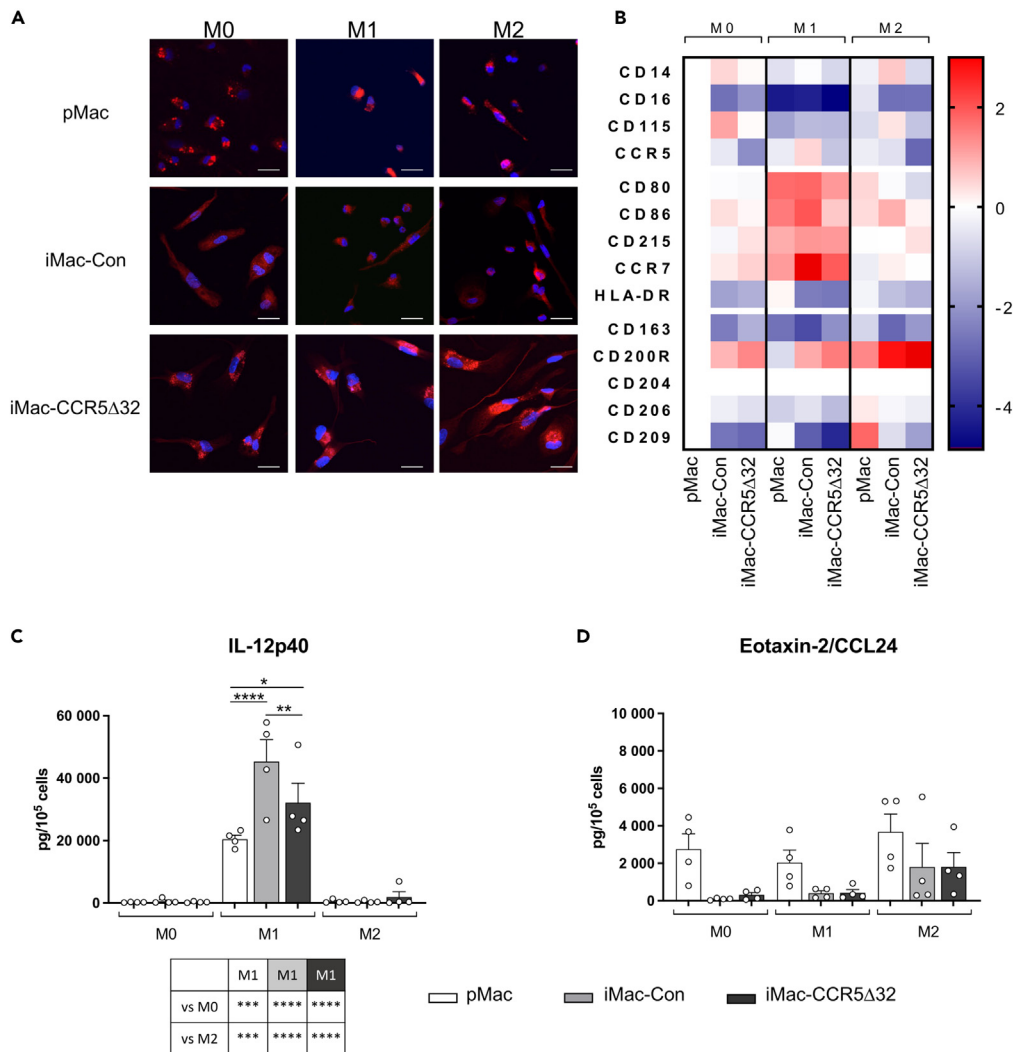 A
M0 M1 M2
pMac
iMac-Con
iMac-CCR5Δ32
B
M 0 M 1 M 2
CD14
CD16
CD115
CCR5
CD80
CD86
CD215
CCR7
HLA-DR
CD163
CD200R
CD204
CD206
CD209
2
0
-2
-4
pMac
iMac-Con
iMac-CCR5Δ32
pMac
iMac-Con
iMac-CCR5Δ32
pMac
iMac-Con
iMac-CCR5Δ32
C
IL-12p40
pg/10⁵ cells
60 000
40 000
20 000
0
*
****
**
M0 M1 M2
M1 M1 M1
vs M0 *** **** ****
vs M2 *** **** ****
D
Eotaxin-2/CCL24
pg/10⁵ cells
10 000
8 000
6 000
4 000
2 000
0
M0 M1 M2
pMac iMac-Con iMac-CCR5Δ32